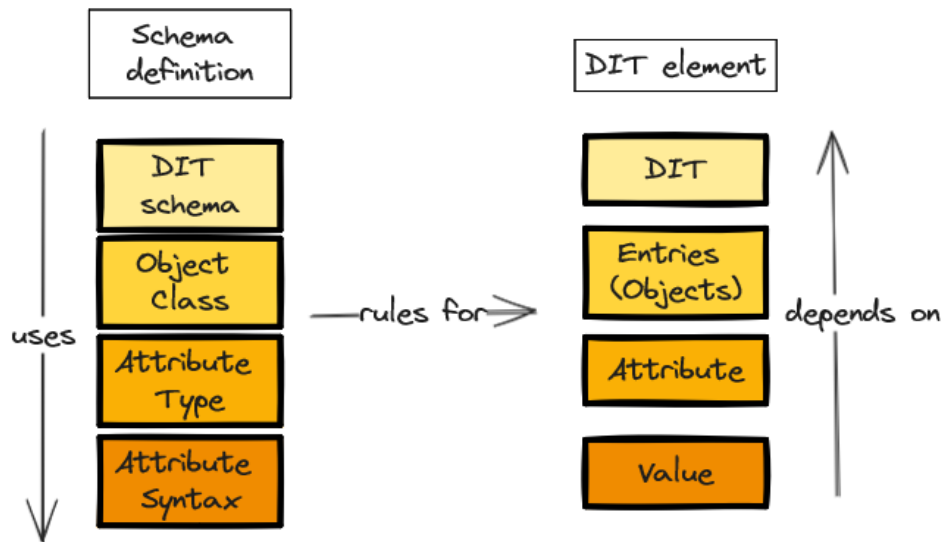 Schema
definition
DIT element
DIT
schema
Object
Class
Attribute
Type
Attribute
Syntax
uses
rules for
DIT
Entries
(Objects)
Attribute
Value
depends on